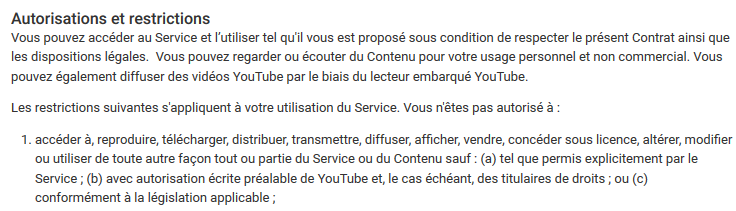 Autorisations et restrictions
Vous pouvez accéder au Service et l’utiliser tel qu'il vous est proposé sous condition de respecter le présent Contrat ainsi que
les dispositions légales.  Vous pouvez regarder ou écouter du Contenu pour votre usage personnel et non commercial. Vous
pouvez également diffuser des vidéos YouTube par le biais du lecteur embarqué YouTube.
Les restrictions suivantes s'appliquent à votre utilisation du Service. Vous n'êtes pas autorisé à :
1. accéder à, reproduire, télécharger, distribuer, transmettre, diffuser, afficher, vendre, concéder sous licence, altérer, modifier
ou utiliser de toute autre façon tout ou partie du Service ou du Contenu sauf : (a) tel que permis explicitement par le
Service ; (b) avec autorisation écrite préalable de YouTube et, le cas échéant, des titulaires de droits ; ou (c)
conformément à la législation applicable ;